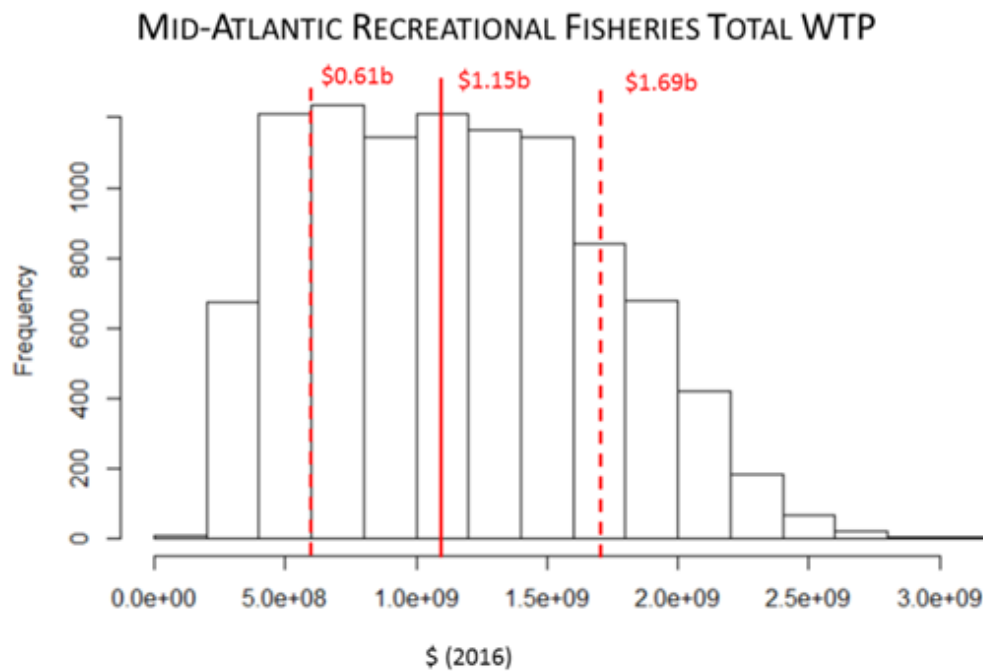 MID-ATLANTIC RECREATIONAL FISHERIES TOTAL WTP
$0.61b $1.15b $1.69b
1000
800
600
400
200
0
Frequency
0.0e+00 5.0e+08 1.0e+09 1.5e+09 2.0e+09 2.5e+09 3.0e+09
$ (2016)